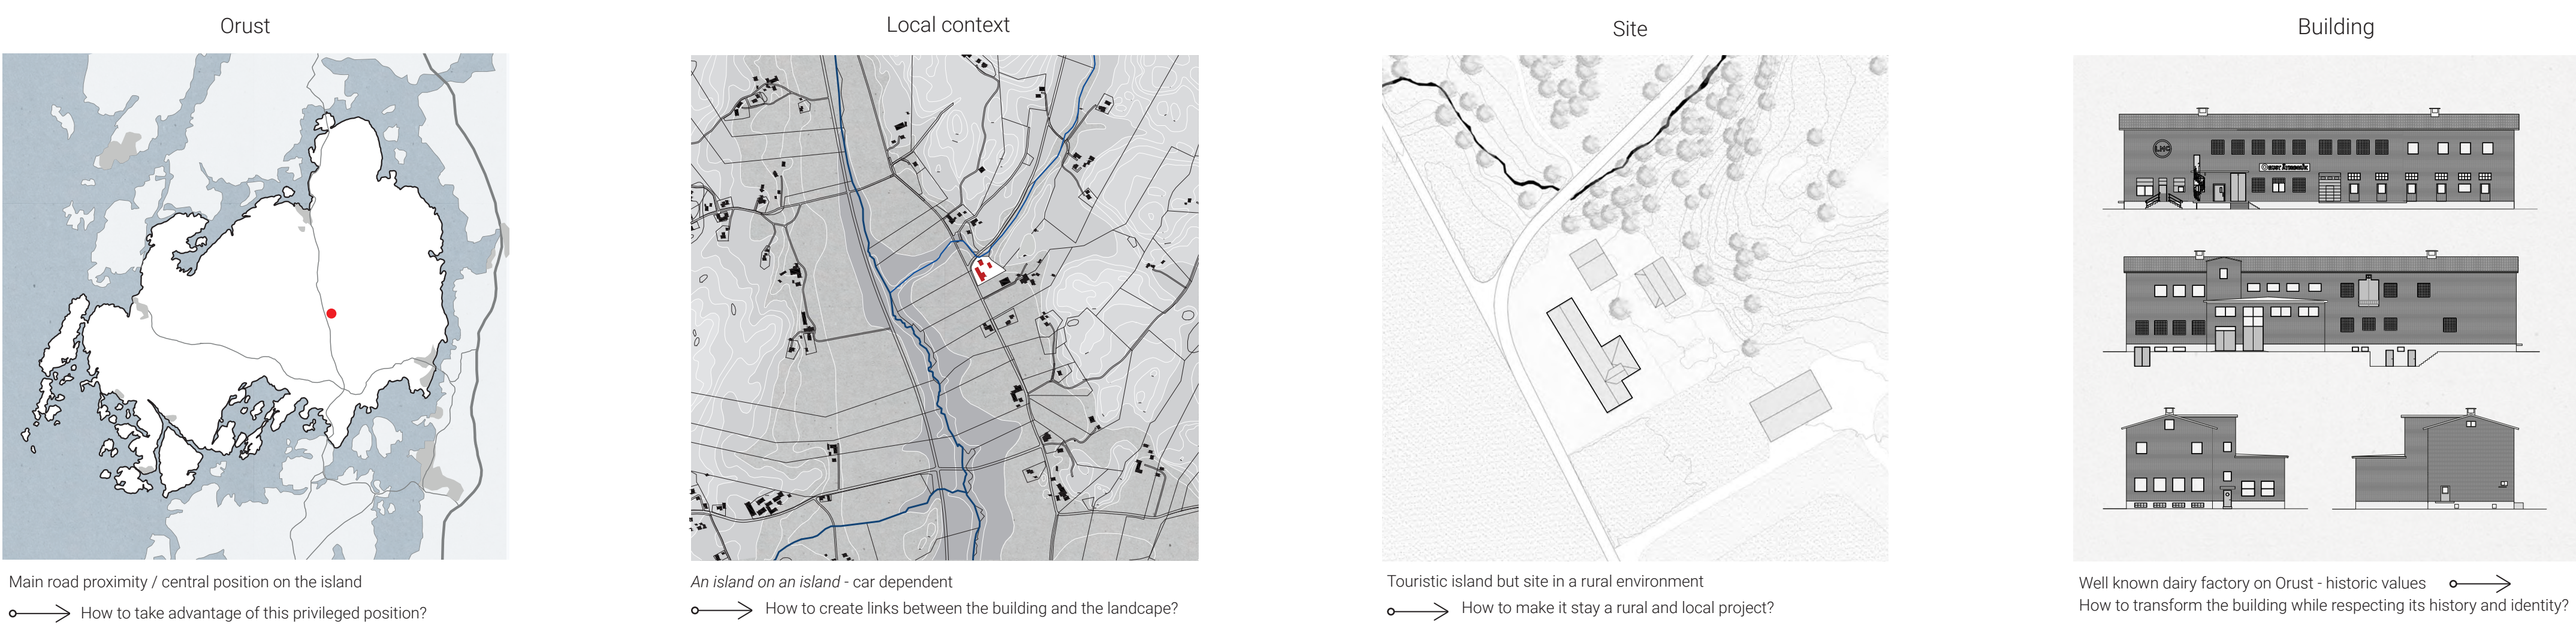 Orust
Main road proximity / central position on the island
How to take advantage of this privileged position?
Local context
An island on an island - car dependent
How to create links between the building and the landcape?
Site
Touristic island but site in a rural environment
How to make it stay a rural and local project?
Building
LMC
Well known dairy factory on Orust - historic values
How to transform the building while respecting its history and identity?